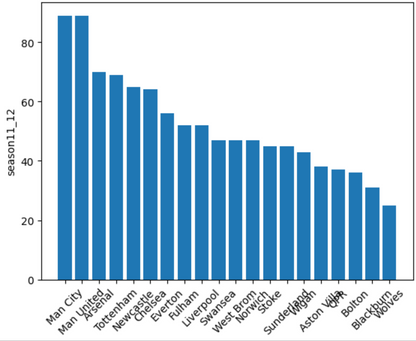 season11_12
80
60
40
20
0
Man City
Man United
Arsenal
Tottenham
Newcastle
Chelsea
Everton
Fulham
Liverpool
Swansea
West Brom
Norwich
Stoke
Sunderland
Wigan
Aston Villa
QPR
Bolton
Blackburn
Wolves